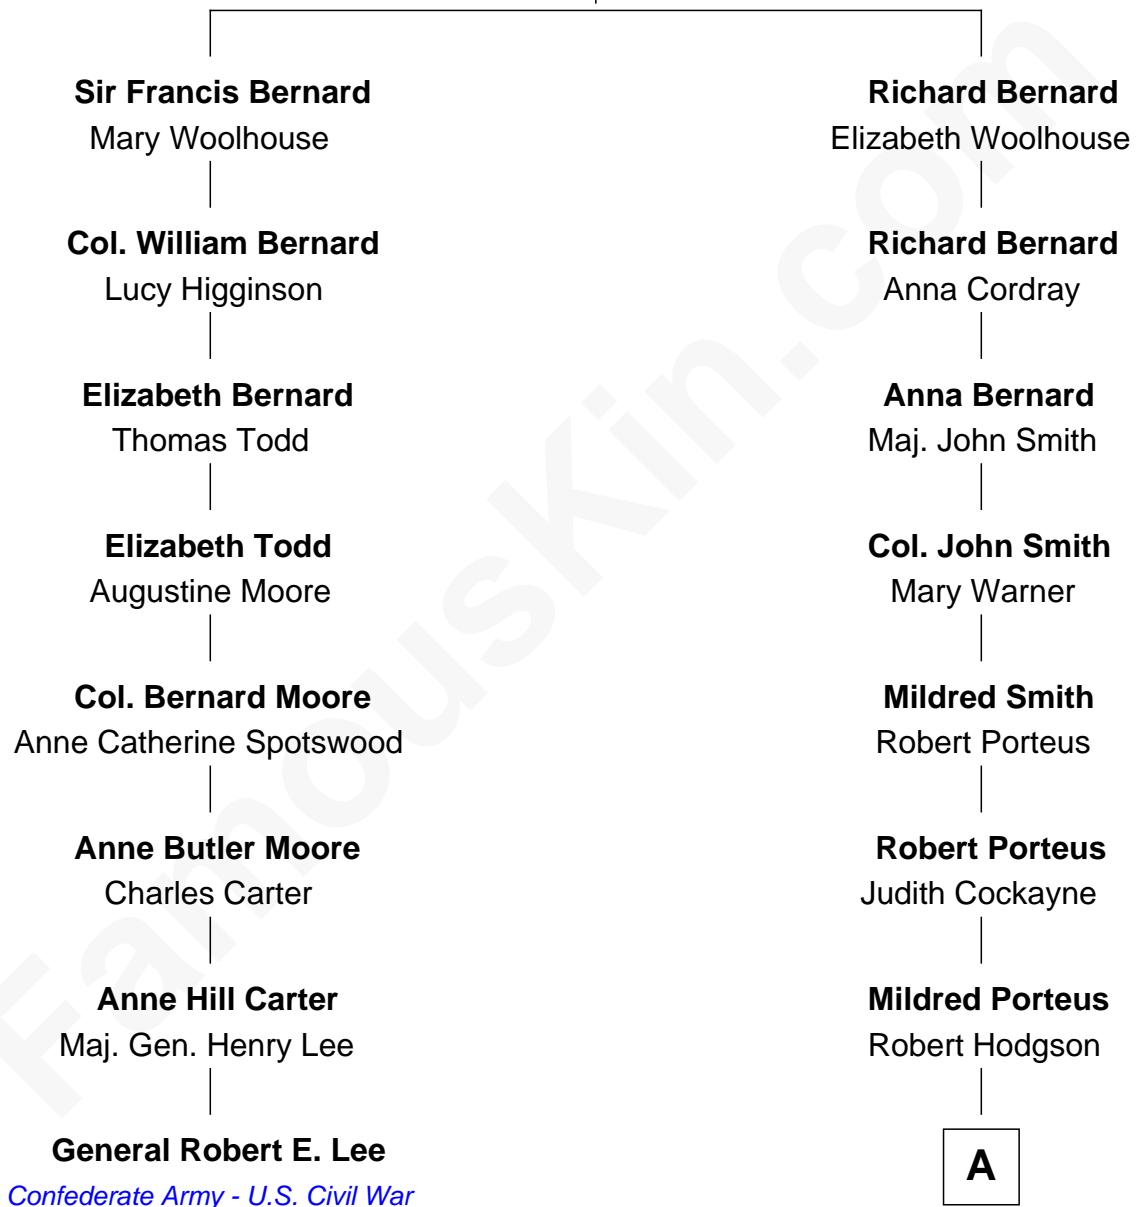 Sir Francis Bernard
Mary Woolhouse
Richard Bernard
Elizabeth Woolhouse
Col. William Bernard
Lucy Higginson
Richard Bernard
Anna Cordray
Elizabeth Bernard
Thomas Todd
Anna Bernard
Maj. John Smith
Elizabeth Todd
Augustine Moore
Col. John Smith
Mary Warner
Col. Bernard Moore
Anne Catherine Spotswood
Mildred Smith
Robert Porteus
Anne Butler Moore
Charles Carter
Robert Porteus
Judith Cockayne
Anne Hill Carter
Maj. Gen. Henry Lee
Mildred Porteus
Robert Hodgson
General Robert E. Lee
Confederate Army - U.S. Civil War
A
FamousKin.com